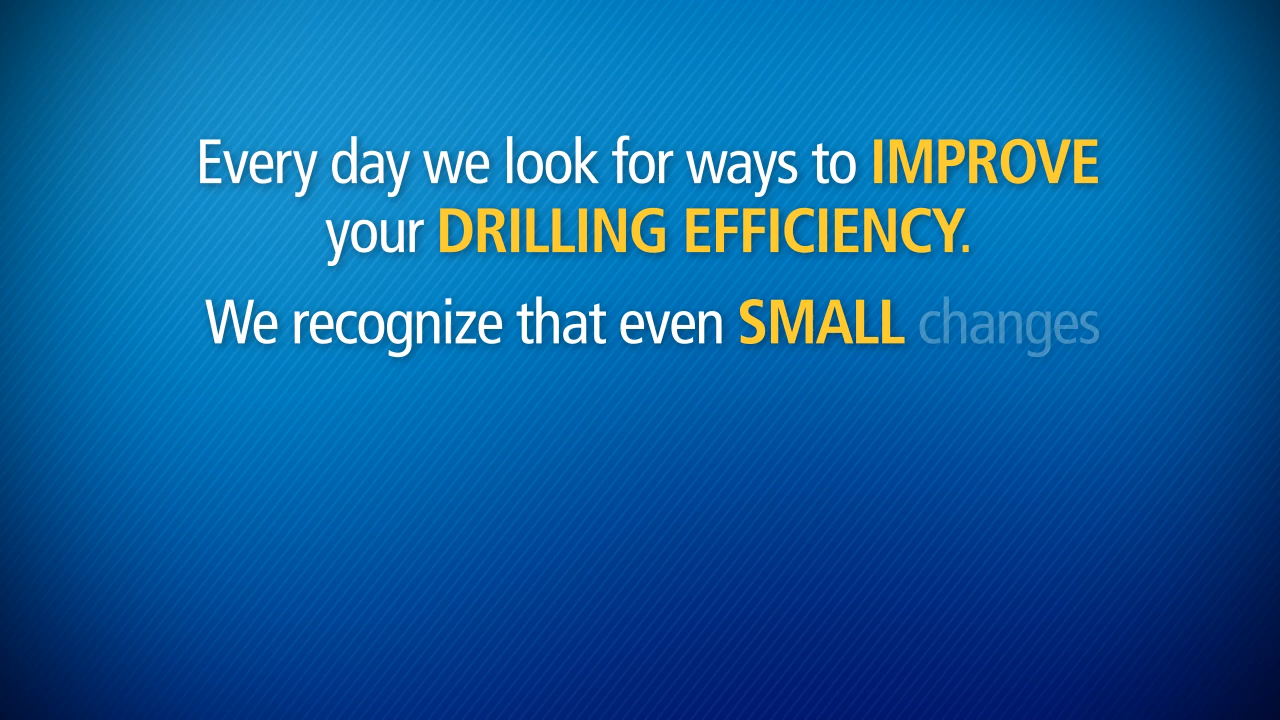 Every day we look for ways to IMPROVE
your DRILLING EFFICIENCY.
We recognize that even SMALL changes